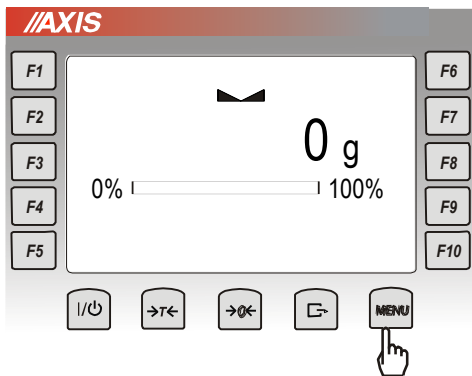 //AXIS
F1
F6
F2
F7
0 g
F3
F8
0% 100%
F4
F9
F5
F10
I/⏻ →T← →0← MENU